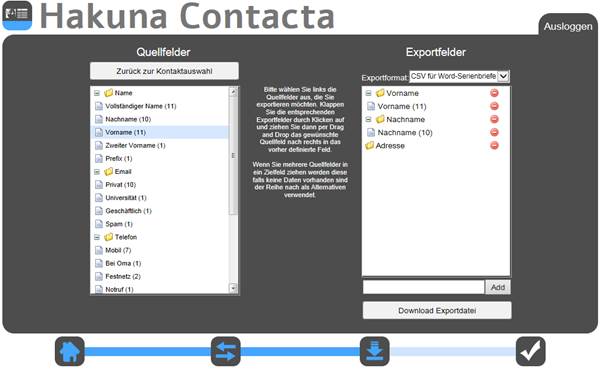 Hakuna Contacta
Ausloggen
Quellfelder
Zurück zur Kontaktauswahl
Name
Vollständiger Name (11)
Nachname (10)
Vorname (11)
Zweiter Vorname (1)
Prefix (1)
Email
Privat (10)
Universität (1)
Geschäftlich (1)
Spam (1)
Telefon
Mobil (7)
Bei Oma (1)
Festnetz (2)
Notruf (1)
Bitte wählen Sie links die
Quellfelder aus, die Sie
exportieren möchten. Klappen
Sie die entsprechenden
Exportfelder durch Klicken auf
und ziehen Sie dann per Drag
and Drop das gewünschte
Quellfeld nach rechts in das
vorher definierte Feld.
Wenn Sie mehrere Quellfelder in
ein Zielfeld ziehen werden diese
falls keine Daten vorhanden sind
der Reihe nach als Alternativen
verwendet.
Exportfelder
Exportformat: CSV für Word-Serienbriefe
Vorname
Vorname (11)
Nachname
Nachname (10)
Adresse
Add
Download Exportdatei